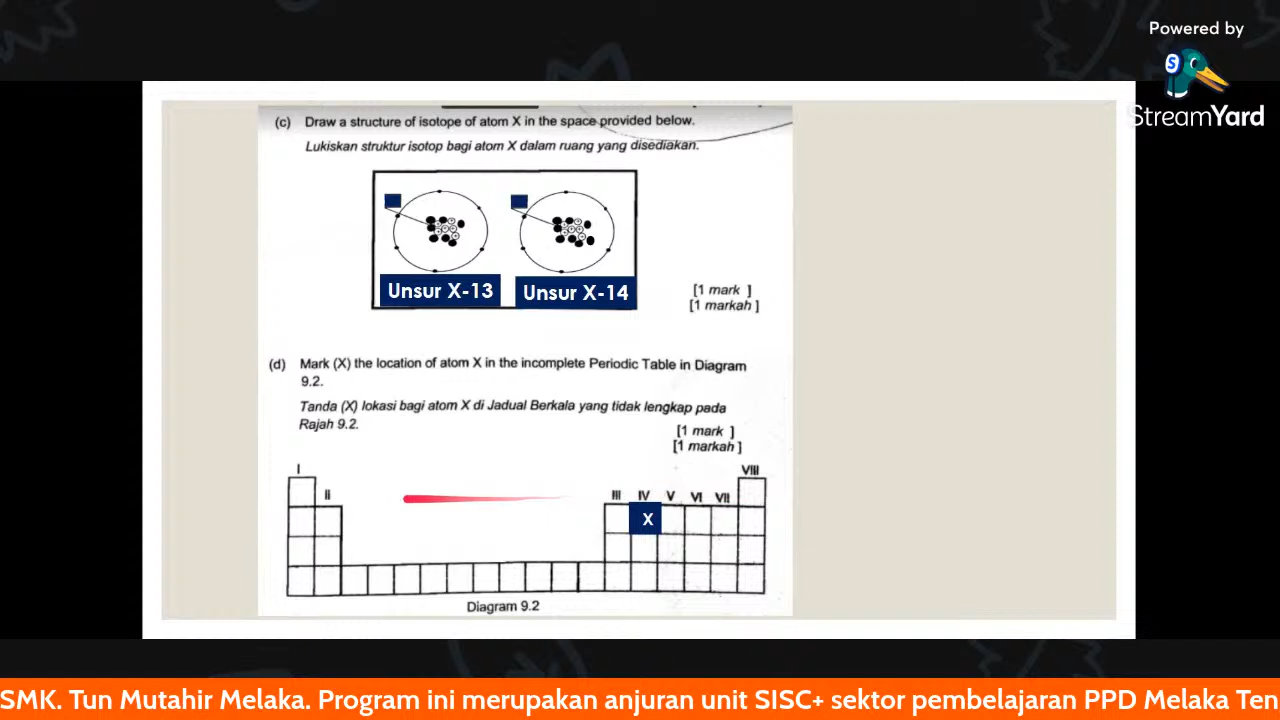 Powered by
StreamYard
(c) Draw a structure of isotope of atom X in the space provided below.
Lukiskan struktur isotop bagi atom X dalam ruang yang disediakan.
Unsur X-13
Unsur X-14
[1 mark ]
[1 markah ]
(d) Mark (X) the location of atom X in the incomplete Periodic Table in Diagram
9.2.
Tanda (X) lokasi bagi atom X di Jadual Berkala yang tidak lengkap pada
Rajah 9.2.
[1 mark ]
[1 markah ]
I
VIII
II
III IV V VI VII
X
Diagram 9.2
SMK. Tun Mutahir Melaka. Program ini merupakan anjuran unit SISC+ sektor pembelajaran PPD Melaka Ten